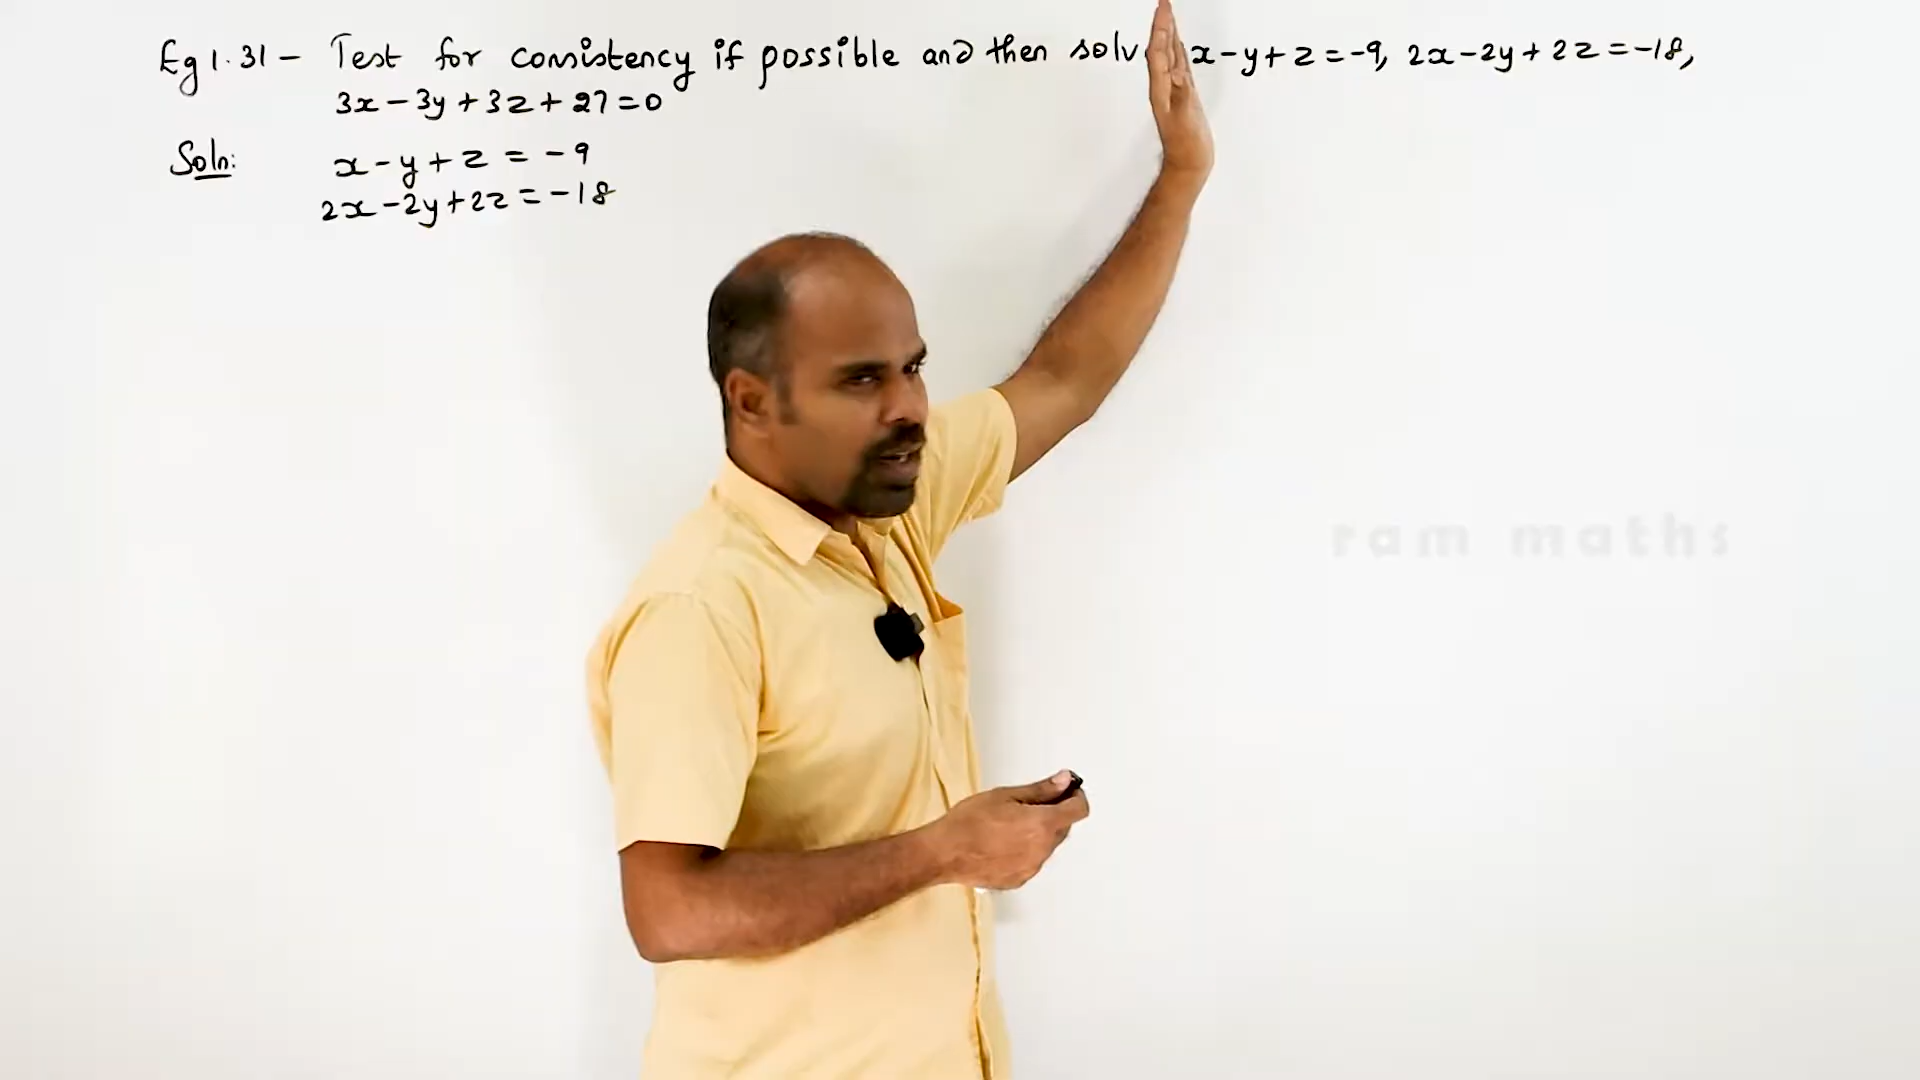 Eg 1.31 - Test for consistency if possible and then solv x-y+z=-9, 2x-2y+2z=-18,
3x-3y+3z+27=0
Soln: x-y+z = -9
2x-2y+2z=-18
ram maths